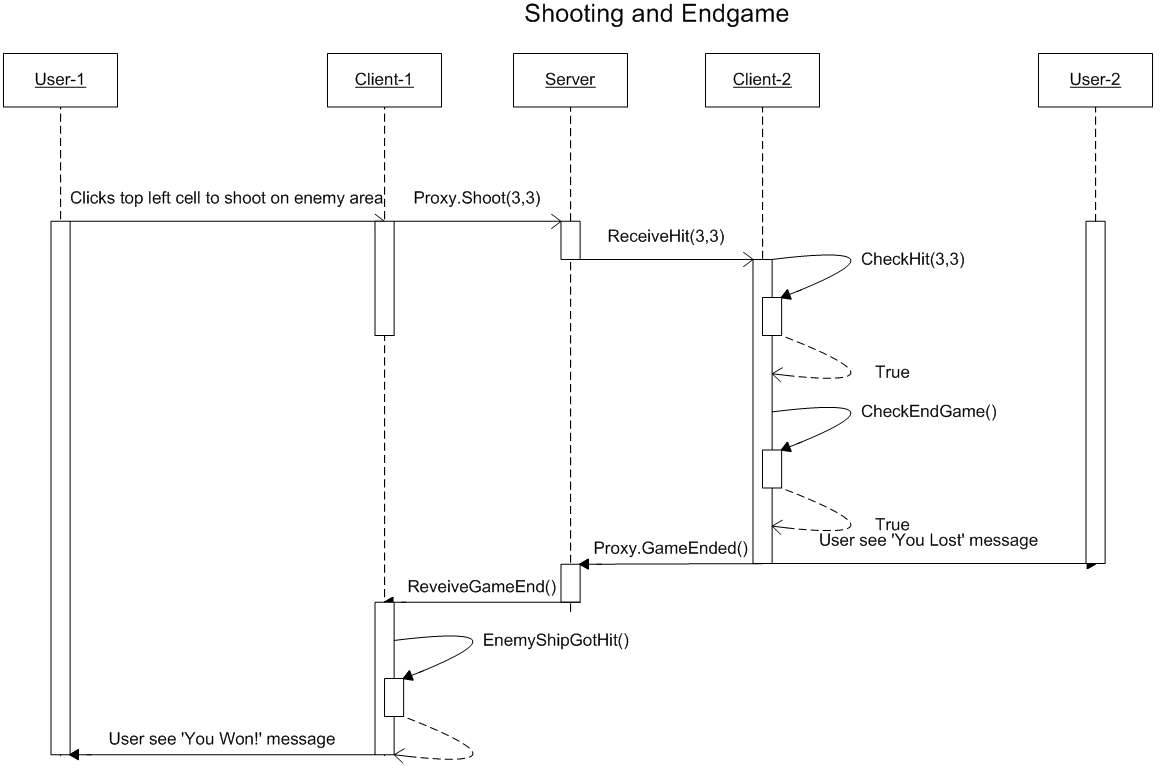 Shooting and Endgame
User-1
Client-1
Server
Client-2
User-2
Clicks top left cell to shoot on enemy area
Proxy.Shoot(3,3)
ReceiveHit(3,3)
CheckHit(3,3)
True
CheckEndGame()
True
User see 'You Lost' message
Proxy.GameEnded()
ReveiveGameEnd()
EnemyShipGotHit()
User see 'You Won!' message